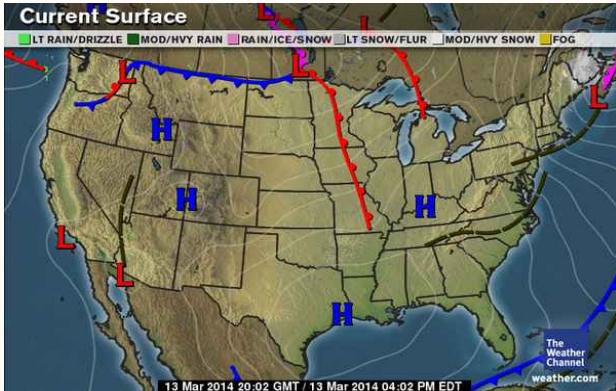 Current Surface
LT RAIN/DRIZZLE MOD/HVY RAIN RAIN/ICE/SNOW LT SNOW/FLUR MOD/HVY SNOW FOG
L
L
L
L
H
H
H
L
L
H
The
Weather
Channel
weather.com
13 Mar 2014 20:02 GMT / 13 Mar 2014 04:02 PM EDT